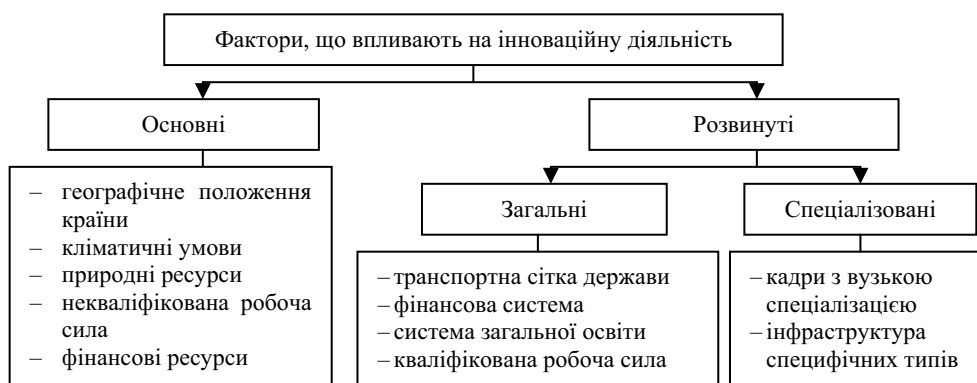 Фактори, що впливають на інноваційну діяльність
Основні
Розвинуті
– географічне положення
країни
– кліматичні умови
– природні ресурси
– некваліфікована робоча
сила
– фінансові ресурси
Загальні
Спеціалізовані
– транспортна сітка держави
– фінансова система
– система загальної освіти
– кваліфікована робоча сила
– кадри з вузькою
спеціалізацією
– інфраструктура
специфічних типів